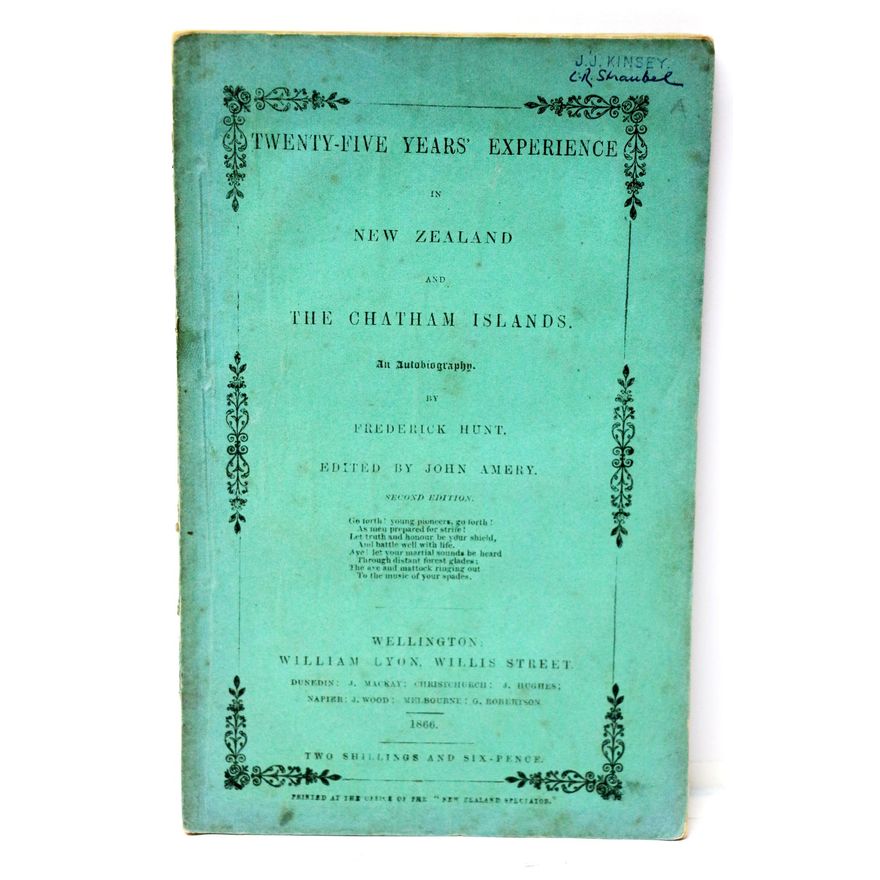 J.J. KINSEY.
L.R. Straubel
A
TWENTY-FIVE YEARS' EXPERIENCE
IN
NEW ZEALAND
AND
THE CHATHAM ISLANDS.
An Autobiography.
BY
FREDERICK HUNT.
EDITED BY JOHN AMERY.
SECOND EDITION.
Go forth! young pioneers, go forth!
As men prepared for strife!
Let truth and honour be your shield,
And battle well with life.
Aye! let your martial sounds be heard
Through distant forest glades;
The axe and mattock ringing out
To the music of your spades.
WELLINGTON:
WILLIAM LYON, WILLIS STREET.
DUNEDIN: J. MACKAY; CHRISTCHURCH: J. HUGHES;
NAPIER: J. WOOD; MELBOURNE: G. ROBERTSON
1866.
TWO SHILLINGS AND SIX-PENCE.
PRINTED AT THE OFFICE OF THE "NEW ZEALAND SPECTATOR."